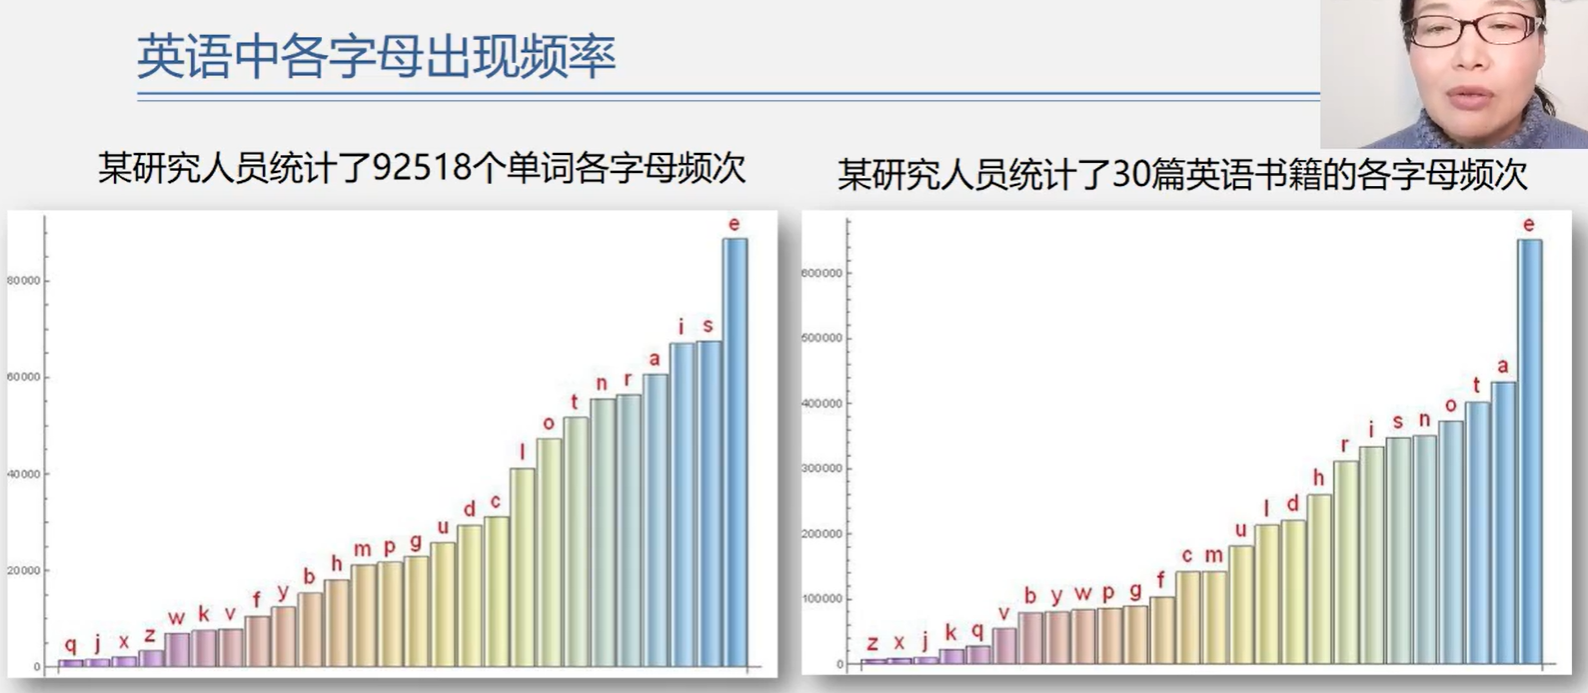 英语中各字母出现频率
某研究人员统计了92518个单词各字母频次
80000
60000
40000
20000
0
q j x z w k v f y b h m p g u d c l o t n r a i s e
某研究人员统计了30篇英语书籍的各字母频次
600000
500000
400000
300000
200000
100000
0
z x j k q v b y w p g f c m u l d h r i s n o t a e